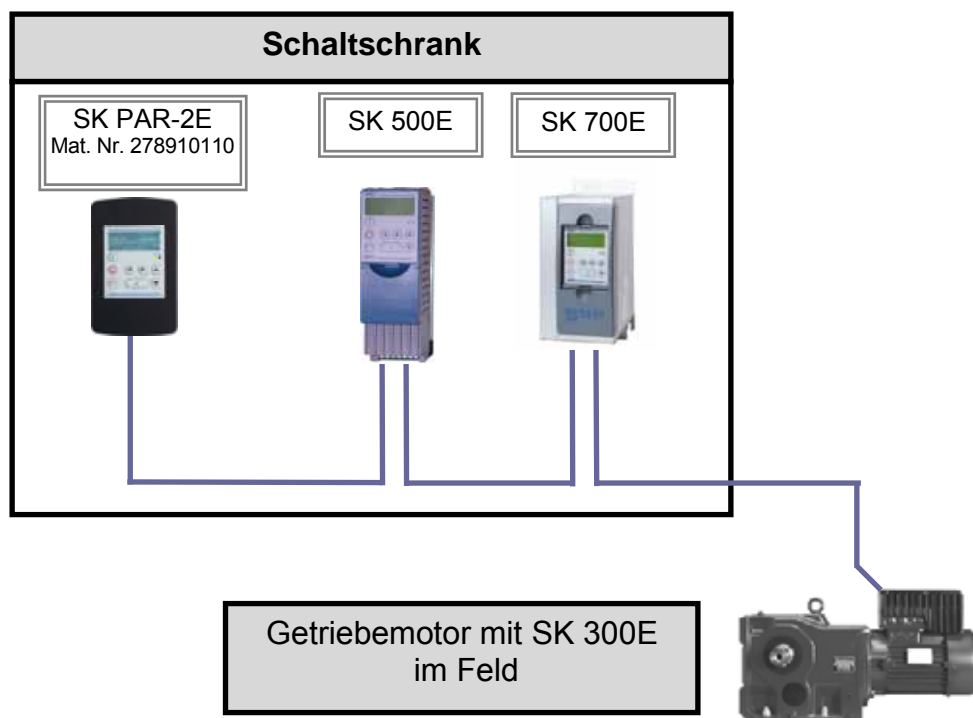 Schaltschrank
SK PAR-2E
Mat. Nr. 278910110
SK 500E
SK 700E
Getriebemotor mit SK 300E
im Feld